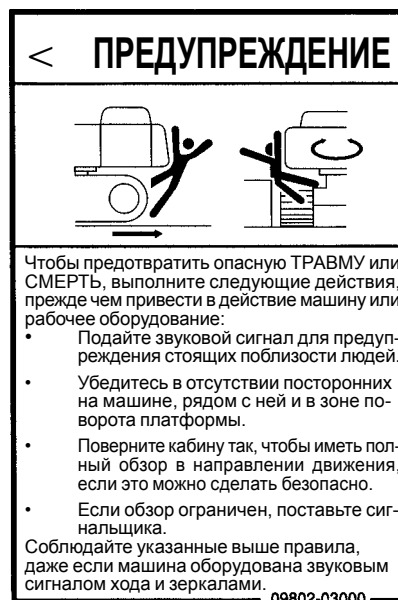 < ПРЕДУПРЕЖДЕНИЕ
Чтобы предотвратить опасную ТРАВМУ или
СМЕРТЬ, выполните следующие действия,
прежде чем привести в действие машину или
рабочее оборудование:
• Подайте звуковой сигнал для предуп-
реждения стоящих поблизости людей.
• Убедитесь в отсутствии посторонних
на машине, рядом с ней и в зоне по-
ворота платформы.
• Поверните кабину так, чтобы иметь пол-
ный обзор в направлении движения,
если это можно сделать безопасно.
• Если обзор ограничен, поставьте сиг-
нальщика.
Соблюдайте указанные выше правила,
даже если машина оборудована звуковым
сигналом хода и зеркалами.
09802-03000